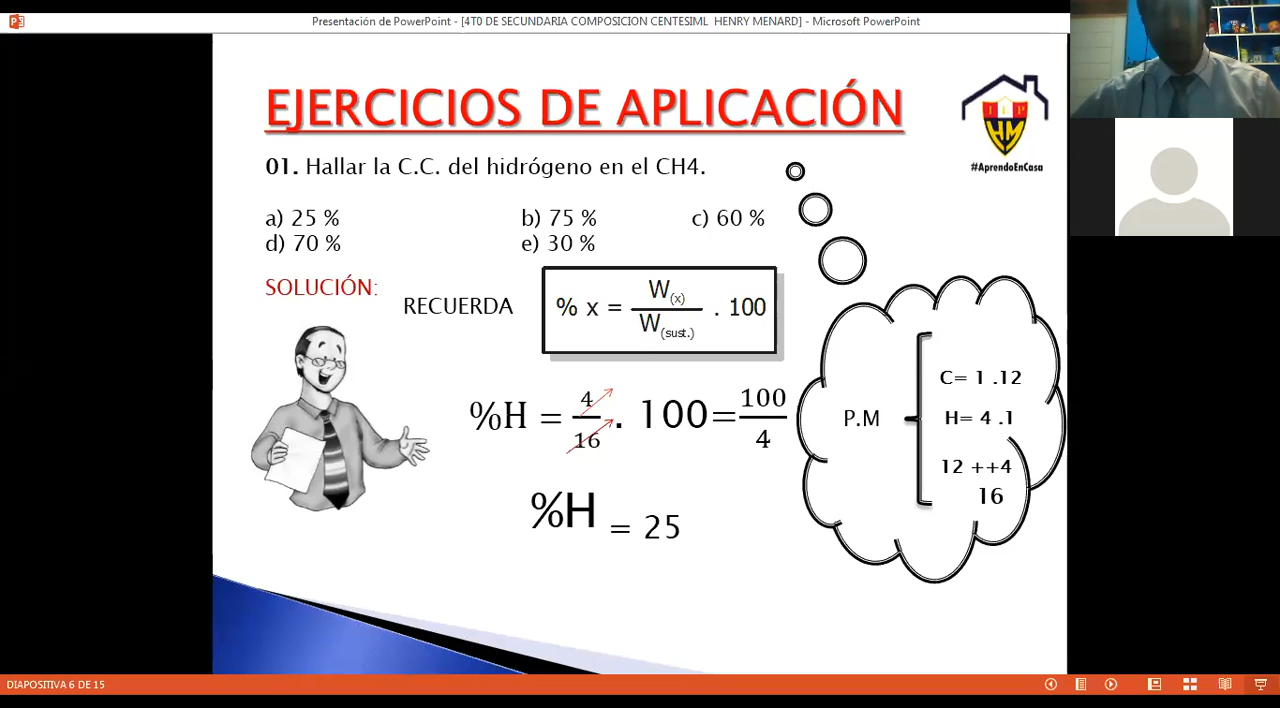 Presentación de PowerPoint - [4T0 DE SECUNDARIA COMPOSICION CENTESIML HENRY MENARD] - Microsoft PowerPoint
EJERCICIOS DE APLICACIÓN
I I P
HM
#AprendoEnCasa
01. Hallar la C.C. del hidrógeno en el CH4.
a) 25 % b) 75 % c) 60 %
d) 70 % e) 30 %
SOLUCIÓN:
RECUERDA
% x = W(x) / W(sust.) . 100
%H = 4/16 . 100 = 100/4
%H = 25
P.M
C= 1 .12
H= 4 .1
12 ++4
16
DIAPOSITIVA 6 DE 15